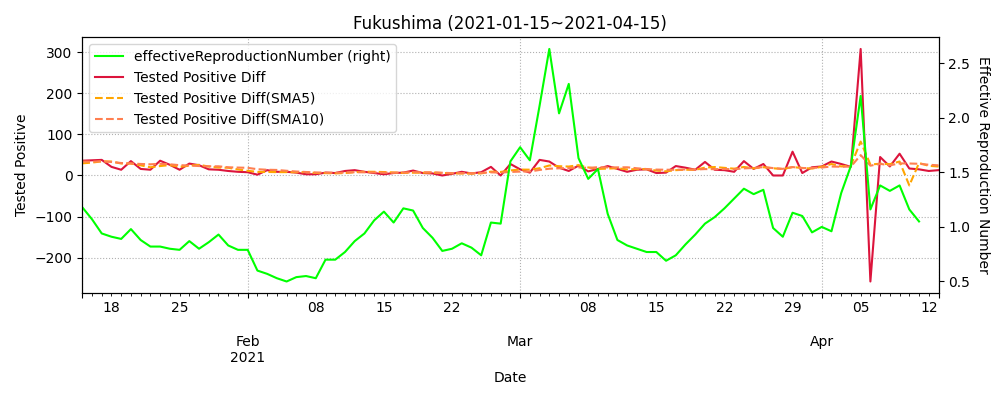 Fukushima (2021-01-15~2021-04-15)
effectiveReproductionNumber (right)
Tested Positive Diff
Tested Positive Diff(SMA5)
Tested Positive Diff(SMA10)
Tested Positive
300
200
100
0
−100
−200
Effective Reproduction Number
2.5
2.0
1.5
1.0
0.5
18 25 08 15 22 08 15 22 29 05 12
Feb Mar Apr
2021
Date